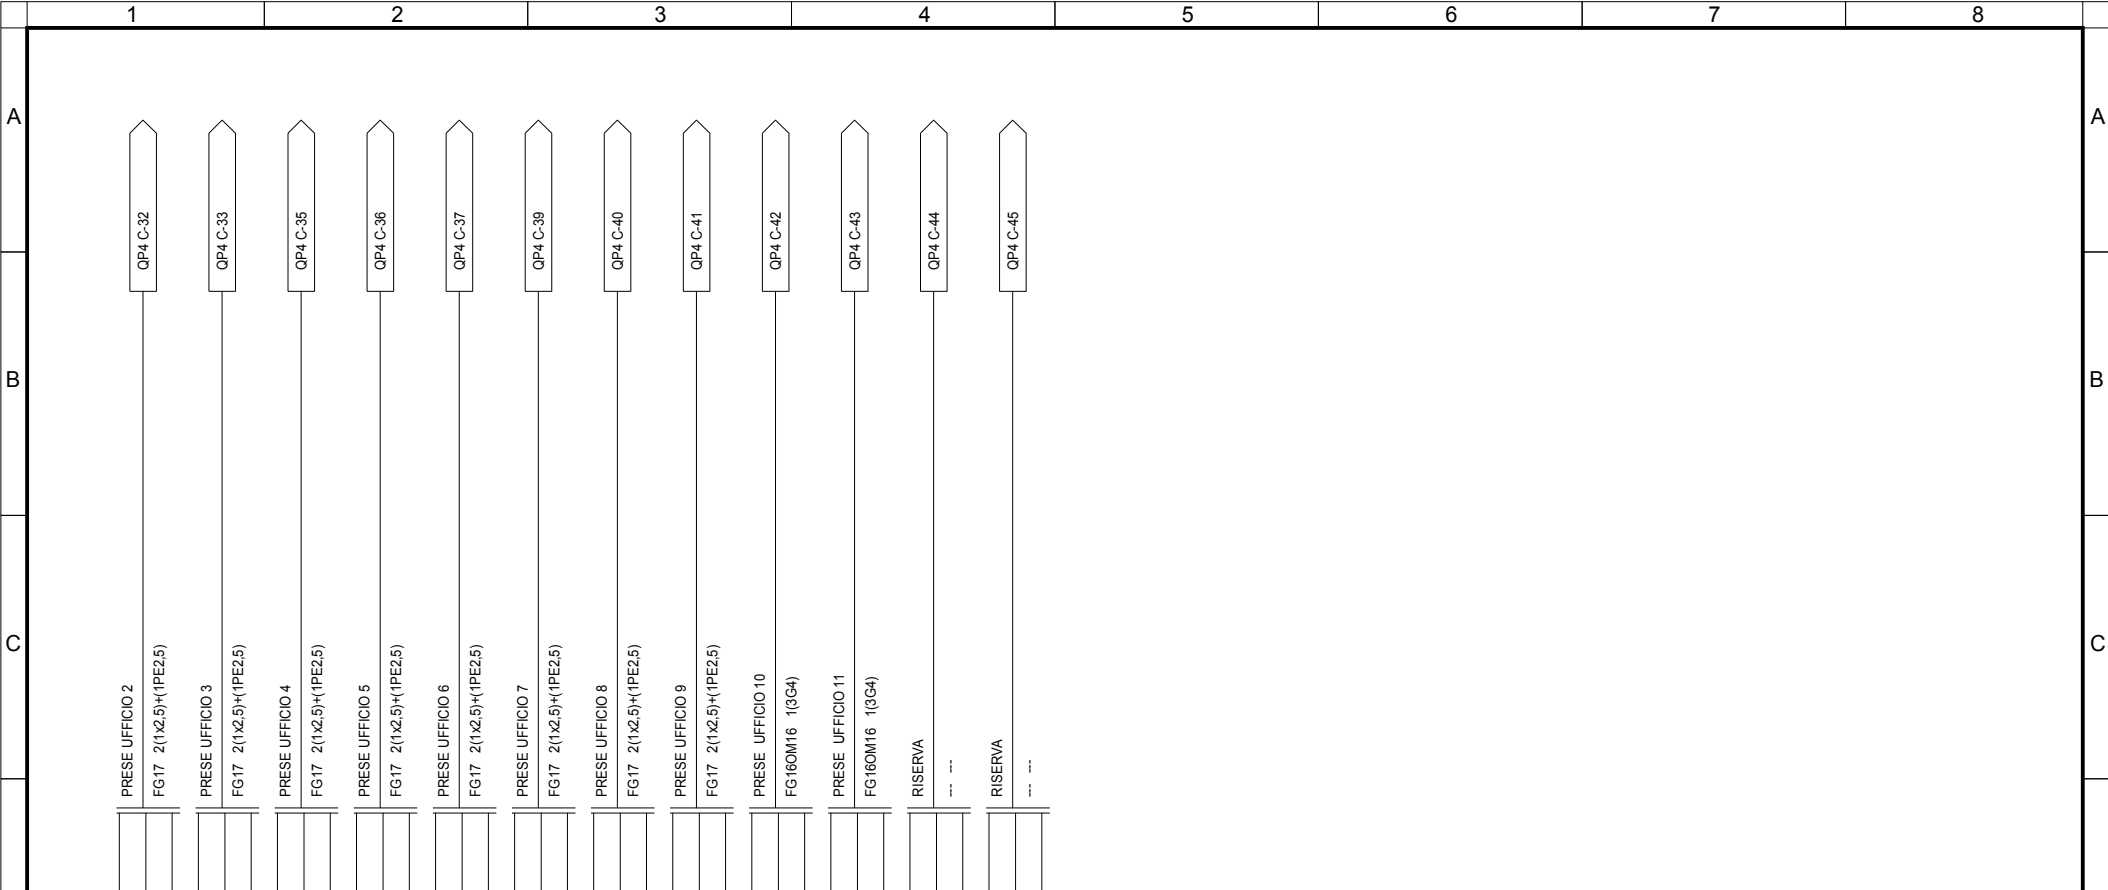 1 2 3 4 5 6 7 8
A A
QP4 C-32
QP4 C-33
QP4 C-35
QP4 C-36
QP4 C-37
QP4 C-39
QP4 C-40
QP4 C-41
QP4 C-42
QP4 C-43
QP4 C-44
QP4 C-45
B B
C C
PRESE UFFICIO 2
FG17 2(1x2,5)+(1PE2,5)
PRESE UFFICIO 3
FG17 2(1x2,5)+(1PE2,5)
PRESE UFFICIO 4
FG17 2(1x2,5)+(1PE2,5)
PRESE UFFICIO 5
FG17 2(1x2,5)+(1PE2,5)
PRESE UFFICIO 6
FG17 2(1x2,5)+(1PE2,5)
PRESE UFFICIO 7
FG17 2(1x2,5)+(1PE2,5)
PRESE UFFICIO 8
FG17 2(1x2,5)+(1PE2,5)
PRESE UFFICIO 9
FG17 2(1x2,5)+(1PE2,5)
PRESE UFFICIO 10
FG16OM16 1(3G4)
PRESE UFFICIO 11
FG16OM16 1(3G4)
RISERVA
--- ---
RISERVA
--- ---